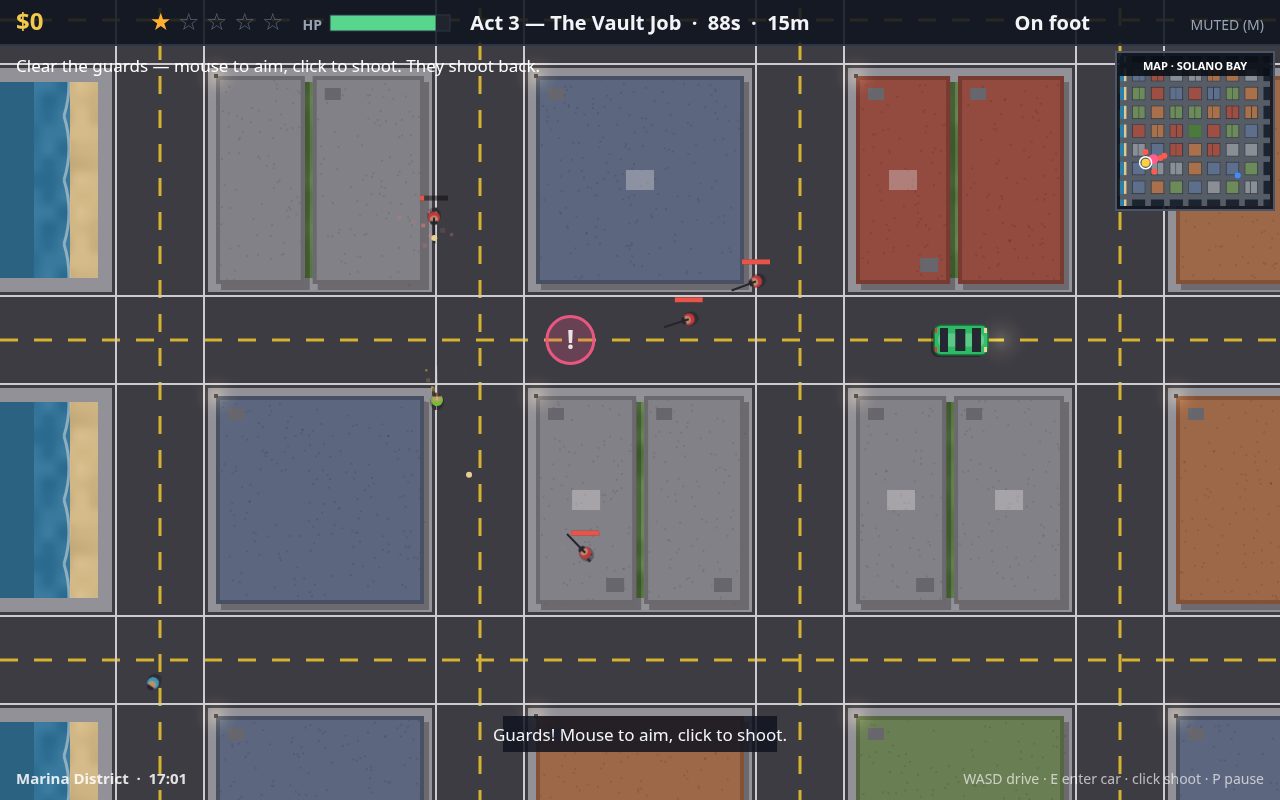 $0
★ ☆ ☆ ☆ ☆
HP
Act 3 — The Vault Job · 88s · 15m
On foot
MUTED (M)
Clear the guards — mouse to aim, click to shoot. They shoot back.
MAP · SOLANO BAY
!
Guards! Mouse to aim, click to shoot.
Marina District · 17:01
WASD drive · E enter car · click shoot · P pause